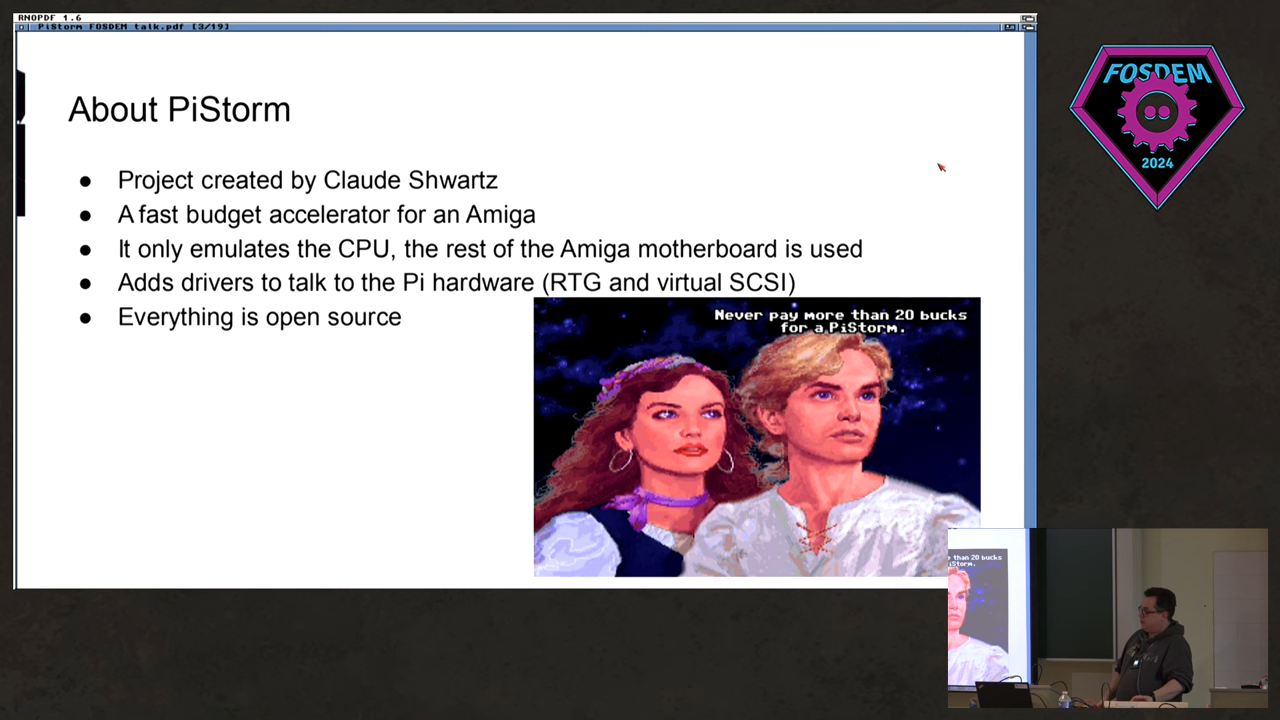 RNOPDF 1.6
PiStorm FOSDEM talk.pdf [3/19]
About PiStorm
● Project created by Claude Shwartz
● A fast budget accelerator for an Amiga
● It only emulates the CPU, the rest of the Amiga motherboard is used
● Adds drivers to talk to the Pi hardware (RTG and virtual SCSI)
● Everything is open source
Never pay more than 20 bucks
for a PiStorm.
FOSDEM
2024
e than 20 bucks
iStorm.